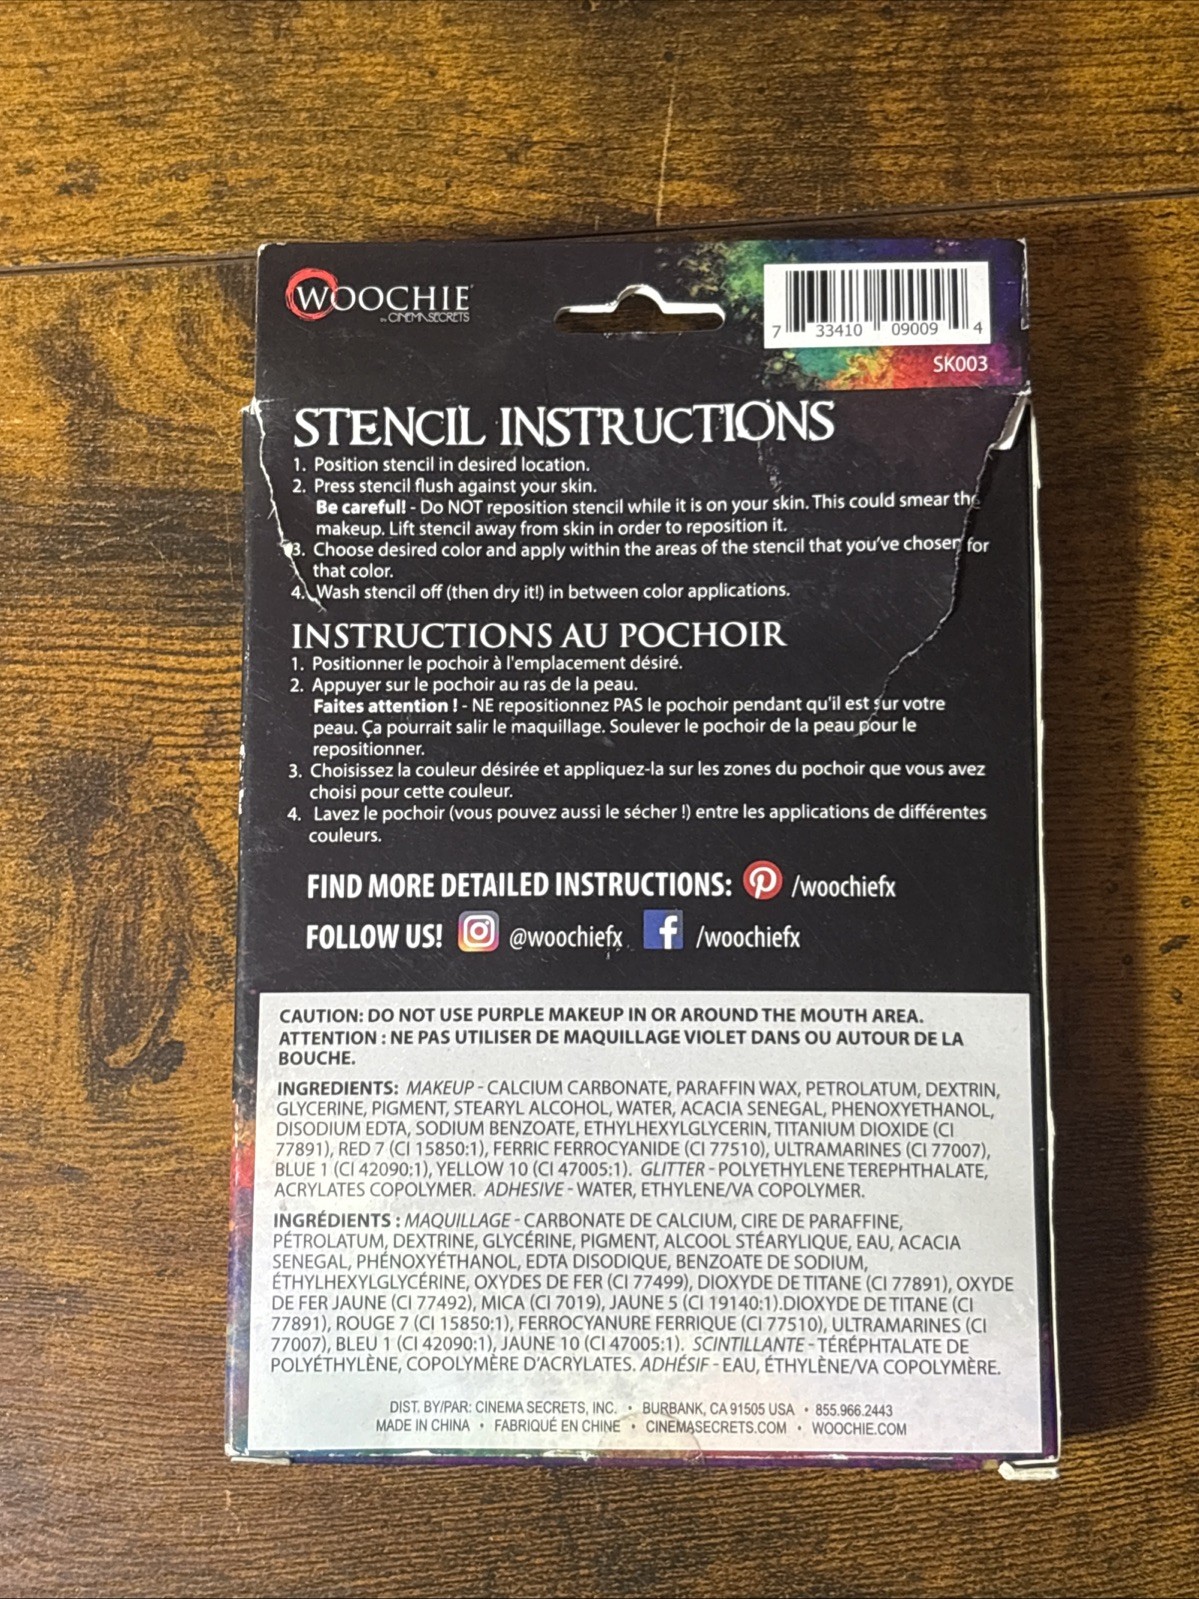 WOOCHIE
BY CINEMA SECRETS
7 33410 09009 4
SK003
STENCIL INSTRUCTIONS
1. Position stencil in desired location.
2. Press stencil flush against your skin.
Be careful! - Do NOT reposition stencil while it is on your skin. This could smear the
makeup. Lift stencil away from skin in order to reposition it.
3. Choose desired color and apply within the areas of the stencil that you've chosen for
that color.
4. Wash stencil off (then dry it!) in between color applications.
INSTRUCTIONS AU POCHOIR
1. Positionner le pochoir à l'emplacement désiré.
2. Appuyer sur le pochoir au ras de la peau.
Faites attention ! - NE repositionnez PAS le pochoir pendant qu'il est sur votre
peau. Ça pourrait salir le maquillage. Soulever le pochoir de la peau pour le
repositionner.
3. Choisissez la couleur désirée et appliquez-la sur les zones du pochoir que vous avez
choisi pour cette couleur.
4. Lavez le pochoir (vous pouvez aussi le sécher !) entre les applications de différentes
couleurs.
FIND MORE DETAILED INSTRUCTIONS: /woochiefx
FOLLOW US! @woochiefx /woochiefx
CAUTION: DO NOT USE PURPLE MAKEUP IN OR AROUND THE MOUTH AREA.
ATTENTION : NE PAS UTILISER DE MAQUILLAGE VIOLET DANS OU AUTOUR DE LA
BOUCHE.
INGREDIENTS: MAKEUP - CALCIUM CARBONATE, PARAFFIN WAX, PETROLATUM, DEXTRIN,
GLYCERINE, PIGMENT, STEARYL ALCOHOL, WATER, ACACIA SENEGAL, PHENOXYETHANOL,
DISODIUM EDTA, SODIUM BENZOATE, ETHYLHEXYLGLYCERIN, TITANIUM DIOXIDE (CI
77891), RED 7 (CI 15850:1), FERRIC FERROCYANIDE (CI 77510), ULTRAMARINES (CI 77007),
BLUE 1 (CI 42090:1), YELLOW 10 (CI 47005:1). GLITTER - POLYETHYLENE TEREPHTHALATE,
ACRYLATES COPOLYMER. ADHESIVE - WATER, ETHYLENE/VA COPOLYMER.
INGRÉDIENTS : MAQUILLAGE - CARBONATE DE CALCIUM, CIRE DE PARAFFINE,
PÉTROLATUM, DEXTRINE, GLYCÉRINE, PIGMENT, ALCOOL STÉARYLIQUE, EAU, ACACIA
SENEGAL, PHÉNOXYÉTHANOL, EDTA DISODIQUE, BENZOATE DE SODIUM,
ÉTHYLHEXYLGLYCÉRINE, OXYDES DE FER (CI 77499), DIOXYDE DE TITANE (CI 77891), OXYDE
DE FER JAUNE (CI 77492), MICA (CI 7019), JAUNE 5 (CI 19140:1).DIOXYDE DE TITANE (CI
77891), ROUGE 7 (CI 15850:1), FERROCYANURE FERRIQUE (CI 77510), ULTRAMARINES (CI
77007), BLEU 1 (CI 42090:1), JAUNE 10 (CI 47005:1). SCINTILLANTE - TÉRÉPHTALATE DE
POLYÉTHYLÈNE, COPOLYMÈRE D'ACRYLATES. ADHÉSIF - EAU, ÉTHYLÈNE/VA COPOLYMÈRE.
DIST. BY/PAR: CINEMA SECRETS, INC. • BURBANK, CA 91505 USA • 855.966.2443
MADE IN CHINA • FABRIQUÉ EN CHINE • CINEMASECRETS.COM • WOOCHIE.COM